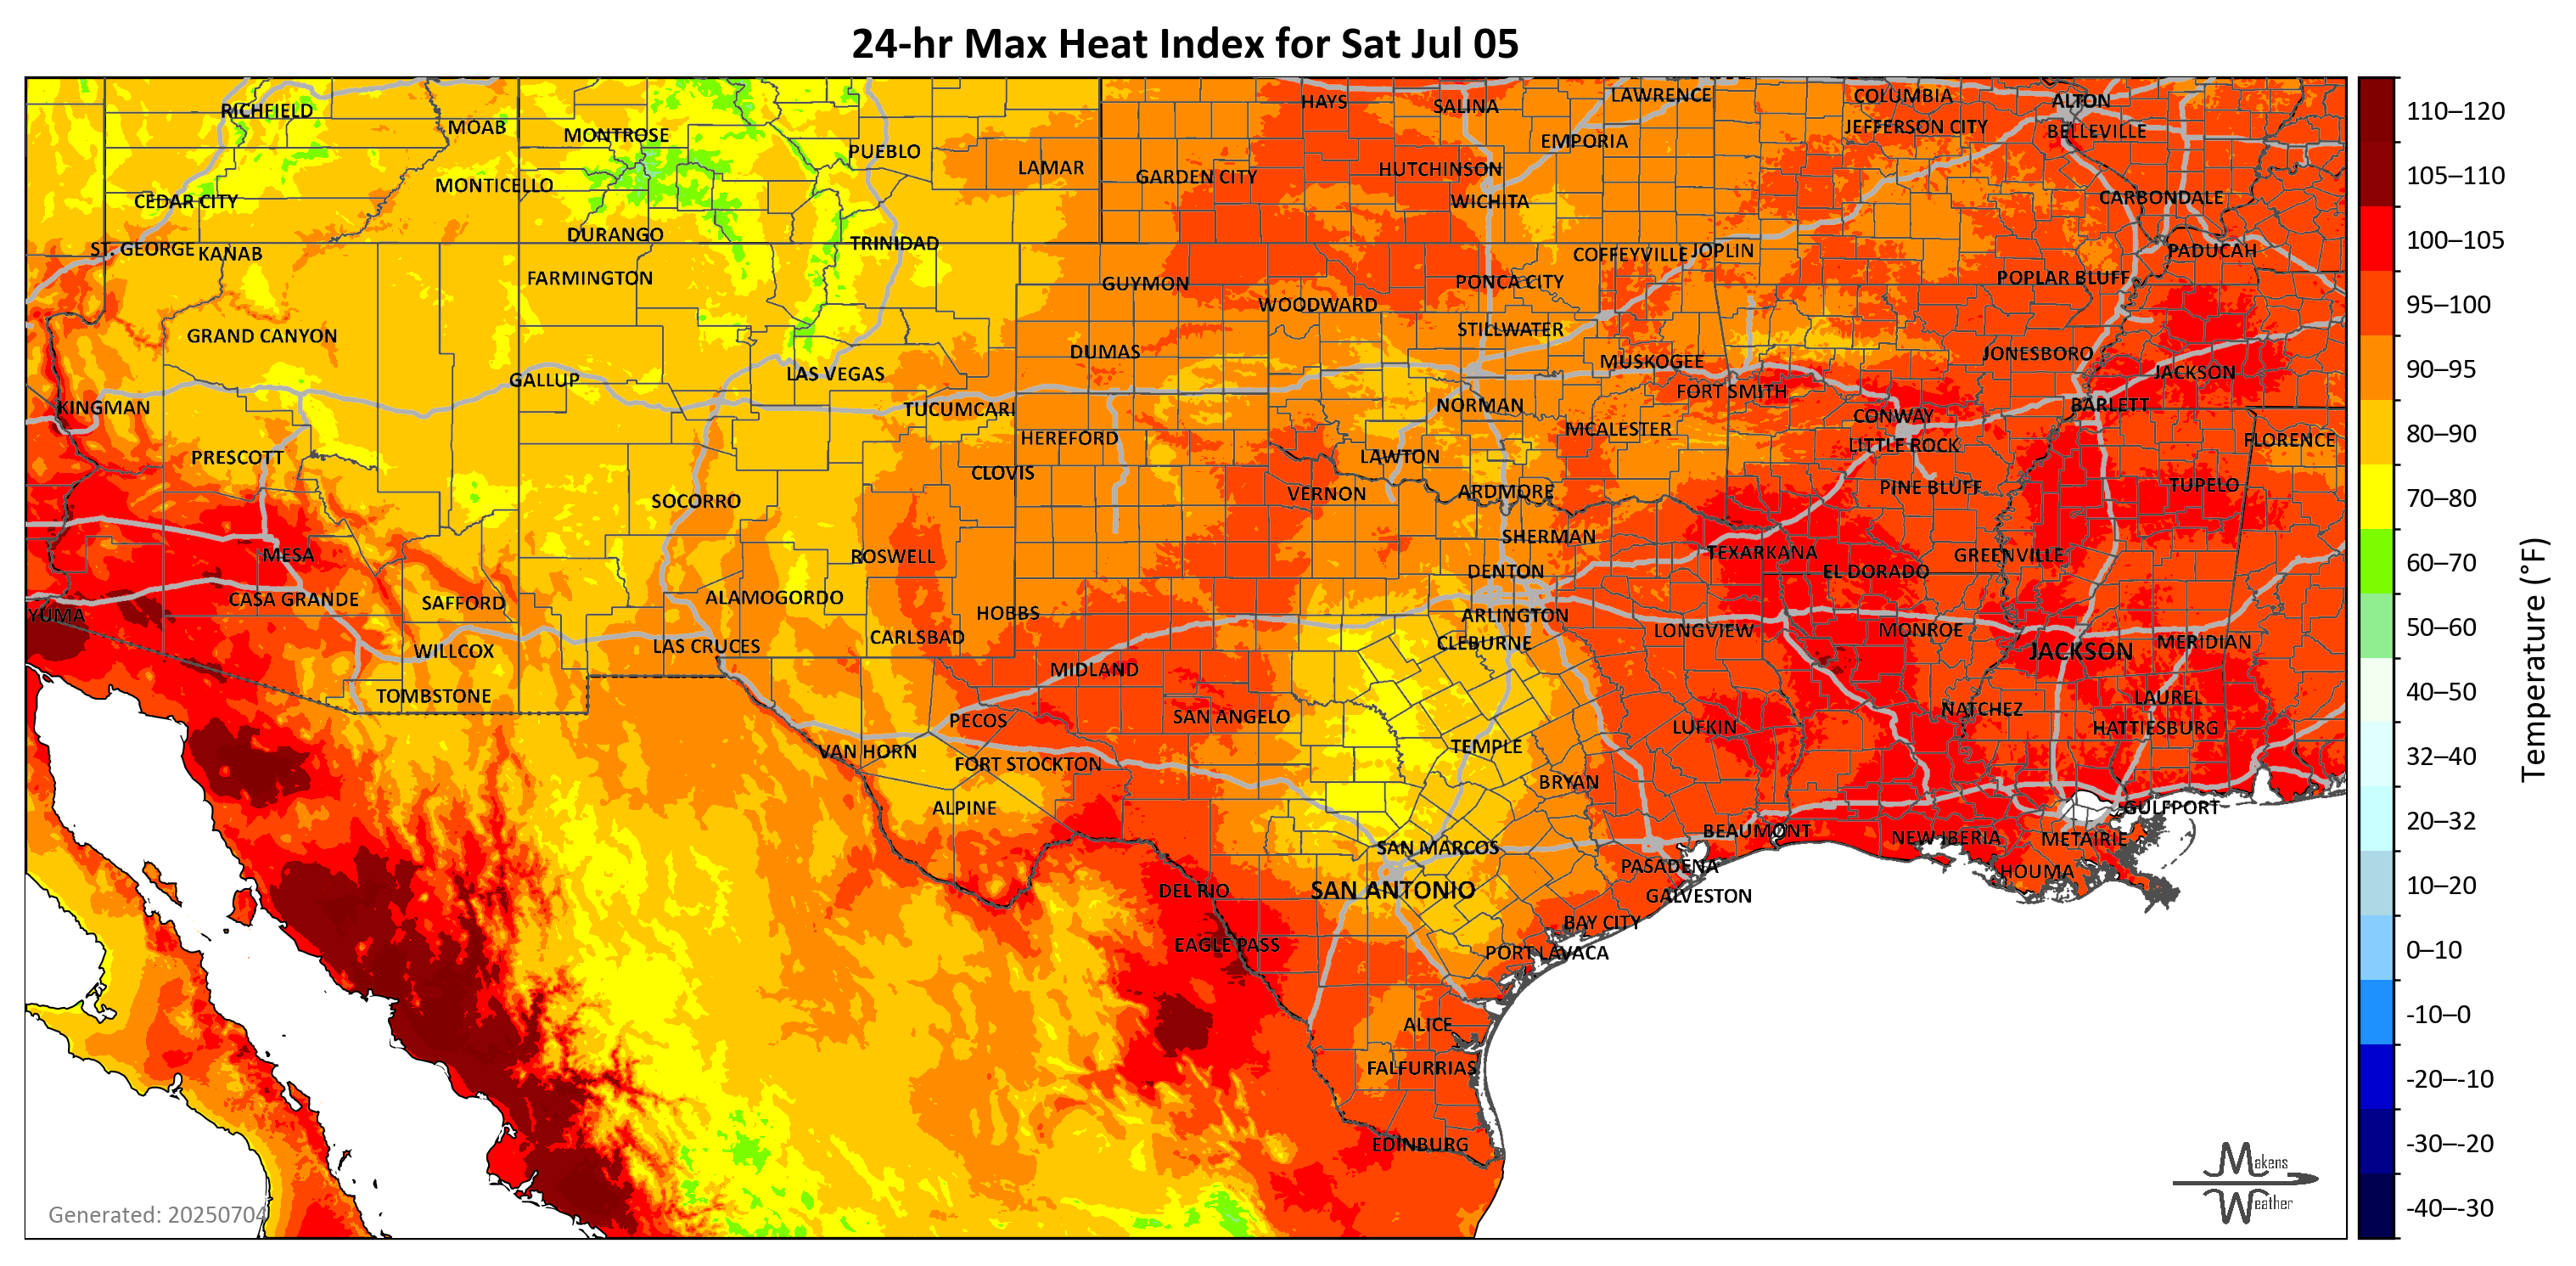 24-hr Max Heat Index for Sat Jul 05
RICHFIELD
MOAB
MONTROSE
PUEBLO
LAMAR
HAYS
SALINA
LAWRENCE
COLUMBIA
ALTON
JEFFERSON CITY
BELLEVILLE
EMPORIA
CEDAR CITY
MONTICELLO
GARDEN CITY
HUTCHINSON
WICHITA
CARBONDALE
ST. GEORGE
KANAB
DURANGO
TRINIDAD
COFFEYVILLE
JOPLIN
PADUCAH
FARMINGTON
GUYMON
WOODWARD
PONCA CITY
POPLAR BLUFF
GRAND CANYON
DUMAS
STILLWATER
MUSKOGEE
JONESBORO
JACKSON
KINGMAN
GALLUP
LAS VEGAS
TUCUMCARI
NORMAN
FORT SMITH
CONWAY
BARLETT
PRESCOTT
HEREFORD
CLOVIS
LAWTON
MCALESTER
LITTLE ROCK
FLORENCE
SOCORRO
VERNON
ARDMORE
PINE BLUFF
TUPELO
MESA
ROSWELL
SHERMAN
TEXARKANA
GREENVILLE
CASA GRANDE
SAFFORD
ALAMOGORDO
DENTON
EL DORADO
YUMA
HOBBS
ARLINGTON
WILLCOX
LAS CRUCES
CARLSBAD
CLEBURNE
LONGVIEW
MONROE
JACKSON
MERIDIAN
TOMBSTONE
MIDLAND
PECOS
SAN ANGELO
LUFKIN
NATCHEZ
LAUREL
HATTIESBURG
VAN HORN
FORT STOCKTON
TEMPLE
BRYAN
ALPINE
GULFPORT
SAN MARCOS
BEAUMONT
NEW IBERIA
METAIRIE
DEL RIO
SAN ANTONIO
PASADENA
GALVESTON
HOUMA
EAGLE PASS
BAY CITY
PORT LAVACA
ALICE
FALFURRIAS
EDINBURG
Generated: 20250704
Makens
Weather
110–120
105–110
100–105
95–100
90–95
80–90
70–80
60–70
50–60
40–50
32–40
20–32
10–20
0–10
-10–0
-20–-10
-30–-20
-40–-30
Temperature (°F)